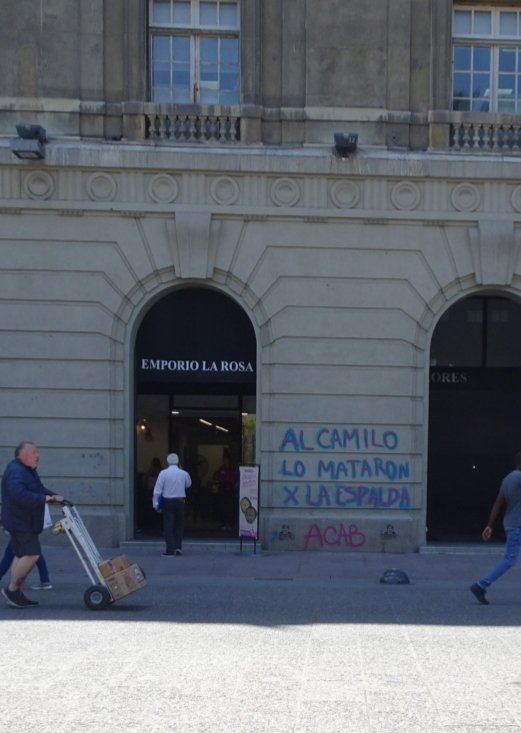 EMPORIO LA ROSA
ORES
AL CAMILO
LO MATARON
X LA ESPALDA
ACAB